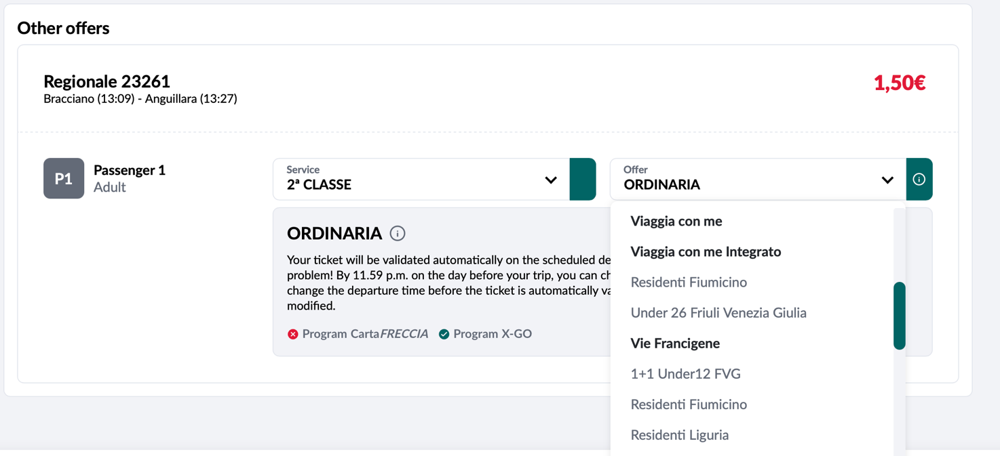 Other offers
Regionale 23261
1,50€
Bracciano (13:09) - Anguillara (13:27)
P1
Passenger 1
Adult
Service
2ª CLASSE
Offer
ORDINARIA
ORDINARIA
Your ticket will be validated automatically on the scheduled de
problem! By 11.59 p.m. on the day before your trip, you can ch
change the departure time before the ticket is automatically va
modified.
Program CartaFRECCIA Program X-GO
Viaggia con me
Viaggia con me Integrato
Residenti Fiumicino
Under 26 Friuli Venezia Giulia
Vie Francigene
1+1 Under12 FVG
Residenti Fiumicino
Residenti Liguria